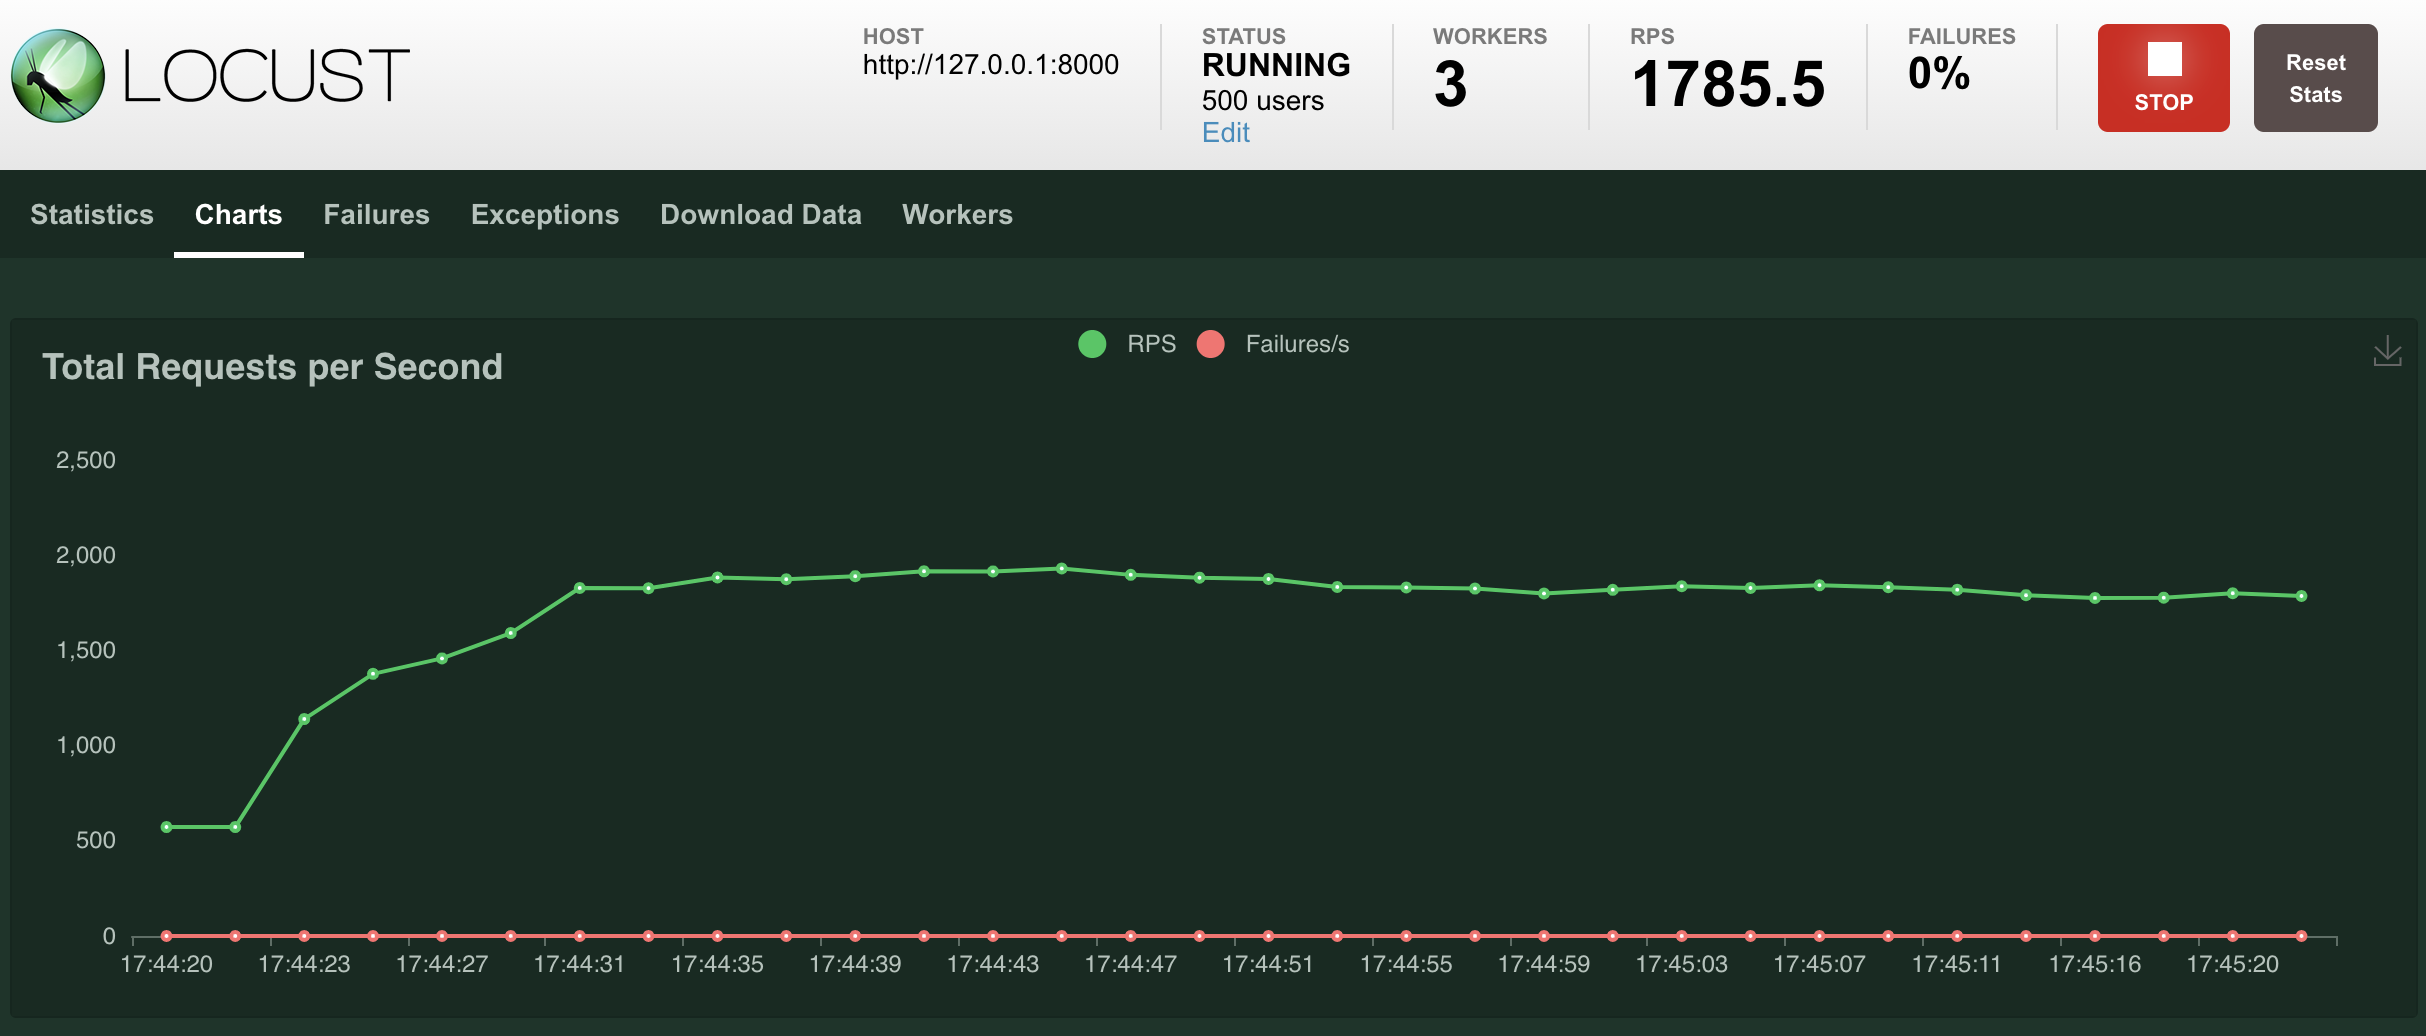 LOCUST
HOST
http://127.0.0.1:8000
STATUS
RUNNING
500 users
Edit
WORKERS
3
RPS
1785.5
FAILURES
0%
STOP
Reset
Stats
Statistics Charts Failures Exceptions Download Data Workers
Total Requests per Second
RPS Failures/s
2,500
2,000
1,500
1,000
500
0
17:44:20 17:44:23 17:44:27 17:44:31 17:44:35 17:44:39 17:44:43 17:44:47 17:44:51 17:44:55 17:44:59 17:45:03 17:45:07 17:45:11 17:45:16 17:45:20